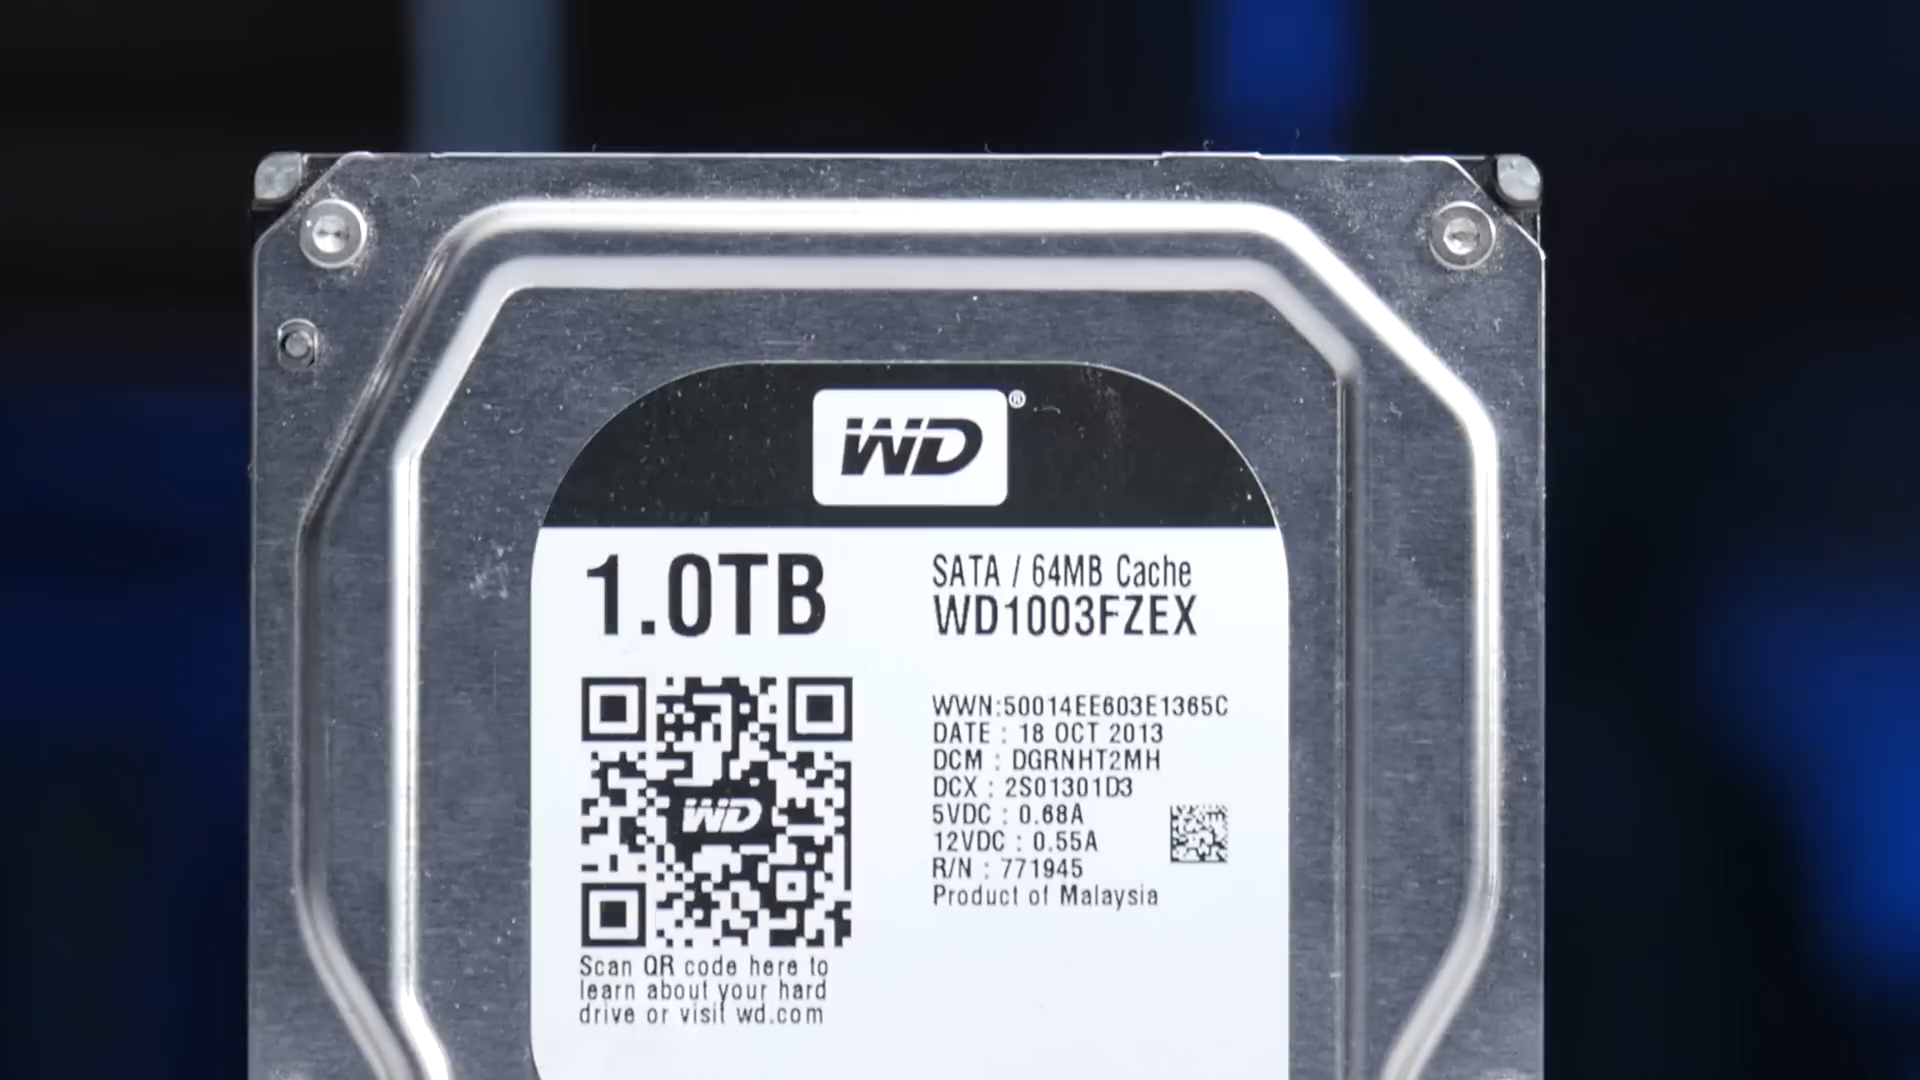 WD®
1.0TB
SATA / 64MB Cache
WD1003FZEX
WD
WWN:50014EE603E1365C
DATE : 18 OCT 2013
DCM : DGRNHT2MH
DCX : 2S01301D3
5VDC : 0.68A
12VDC : 0.55A
R/N : 771945
Product of Malaysia
Scan QR code here to
learn about your hard
drive or visit wd.com